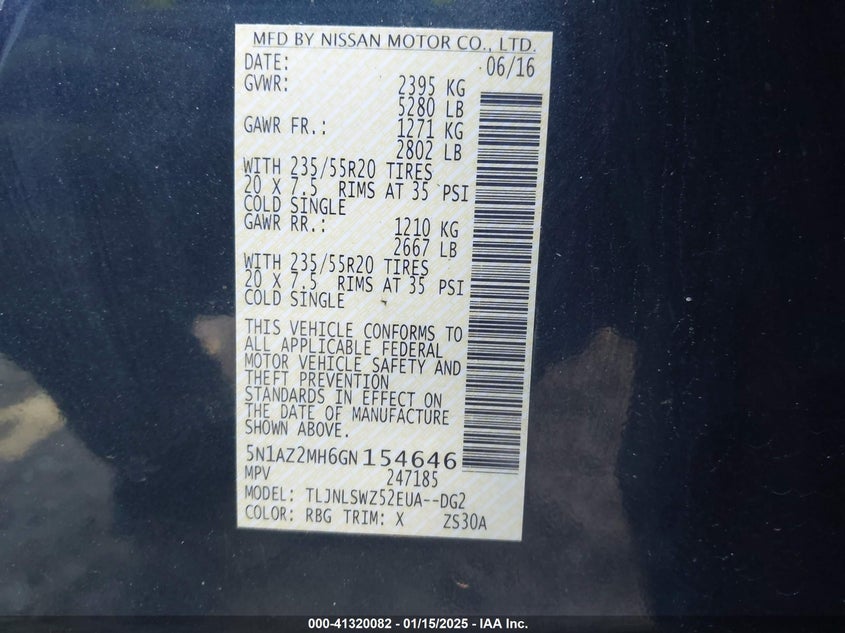 MFD BY NISSAN MOTOR CO., LTD.
DATE: 06/16
GVWR: 2395 KG
5280 LB
GAWR FR.: 1271 KG
2802 LB
WITH 235/55R20 TIRES
20 X 7.5 RIMS AT 35 PSI
COLD SINGLE
GAWR RR.: 1210 KG
2667 LB
WITH 235/55R20 TIRES
20 X 7.5 RIMS AT 35 PSI
COLD SINGLE
THIS VEHICLE CONFORMS TO
ALL APPLICABLE FEDERAL
MOTOR VEHICLE SAFETY AND
THEFT PREVENTION
STANDARDS IN EFFECT ON
THE DATE OF MANUFACTURE
SHOWN ABOVE.
5N1AZ2MH6GN154646
MPV 247185
MODEL: TLJNLSWZ52EUA--DG2
COLOR: RBG TRIM: X ZS30A
000-41320082 - 01/15/2025 - IAA Inc.